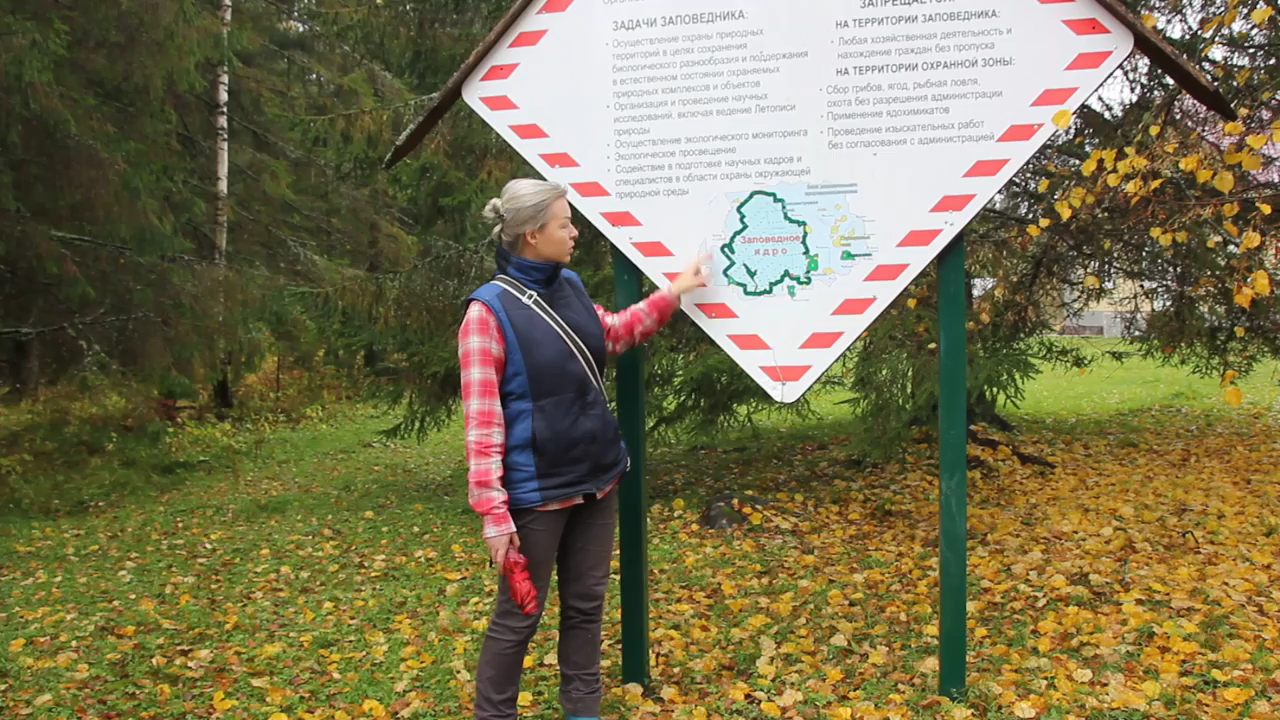 ЗАДАЧИ ЗАПОВЕДНИКА:
• Осуществление охраны природных
территорий в целях сохранения
биологического разнообразия и поддержания
в естественном состоянии охраняемых
природных комплексов и объектов
• Организация и проведение научных
исследований, включая ведение Летописи
природы
• Осуществление экологического мониторинга
• Экологическое просвещение
• Содействие в подготовке научных кадров и
специалистов в области охраны окружающей
природной среды
ЗАПРЕЩАЕТСЯ:
НА ТЕРРИТОРИИ ЗАПОВЕДНИКА:
• Любая хозяйственная деятельность и
нахождение граждан без пропуска
НА ТЕРРИТОРИИ ОХРАННОЙ ЗОНЫ:
• Сбор грибов, ягод, рыбная ловля,
охота без разрешения администрации
• Применение ядохимикатов
• Проведение изыскательных работ
без согласования с администрацией
Заповедное
ядро